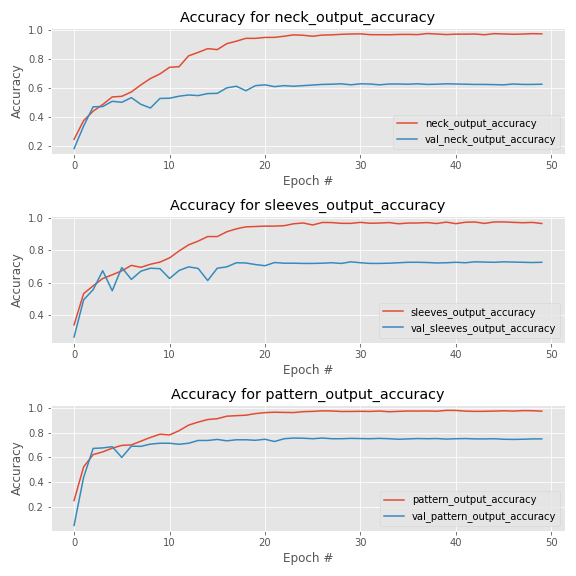 Accuracy for neck_output_accuracy
1.0
0.8
0.6
0.4
0.2
Accuracy
neck_output_accuracy
val_neck_output_accuracy
0 10 20 30 40 50
Epoch #
Accuracy for sleeves_output_accuracy
1.0
0.8
0.6
0.4
Accuracy
sleeves_output_accuracy
val_sleeves_output_accuracy
0 10 20 30 40 50
Epoch #
Accuracy for pattern_output_accuracy
1.0
0.8
0.6
0.4
0.2
Accuracy
pattern_output_accuracy
val_pattern_output_accuracy
0 10 20 30 40 50
Epoch #